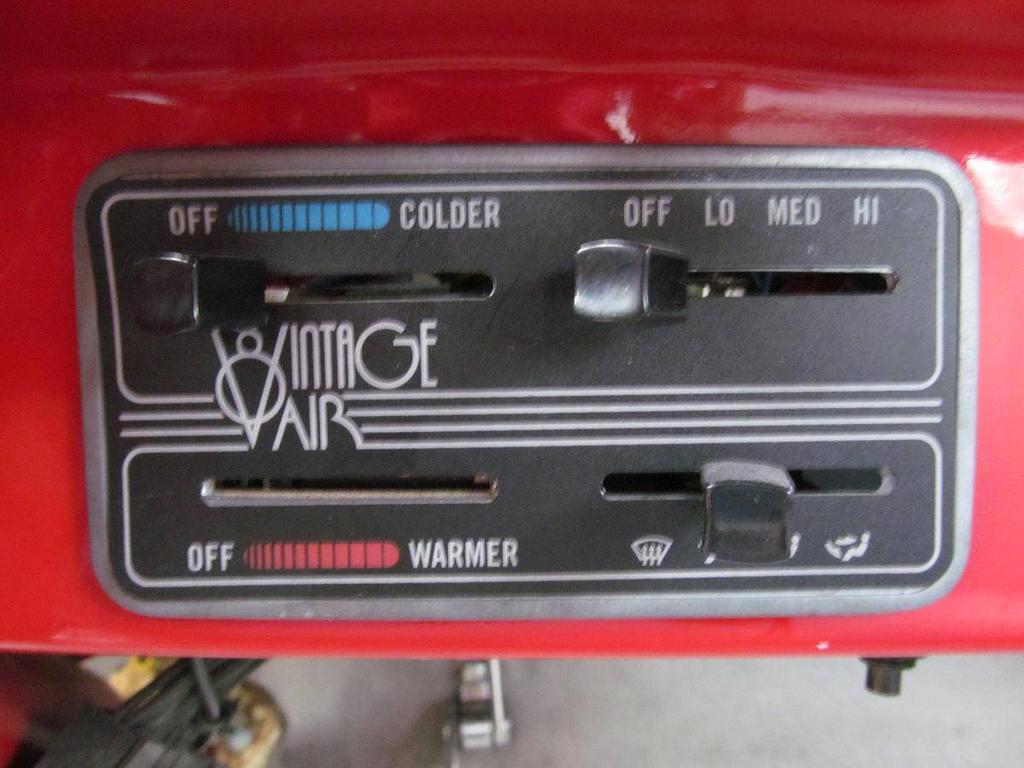 OFF COLDER
OFF LO MED HI
VINTAGE
AIR
OFF WARMER